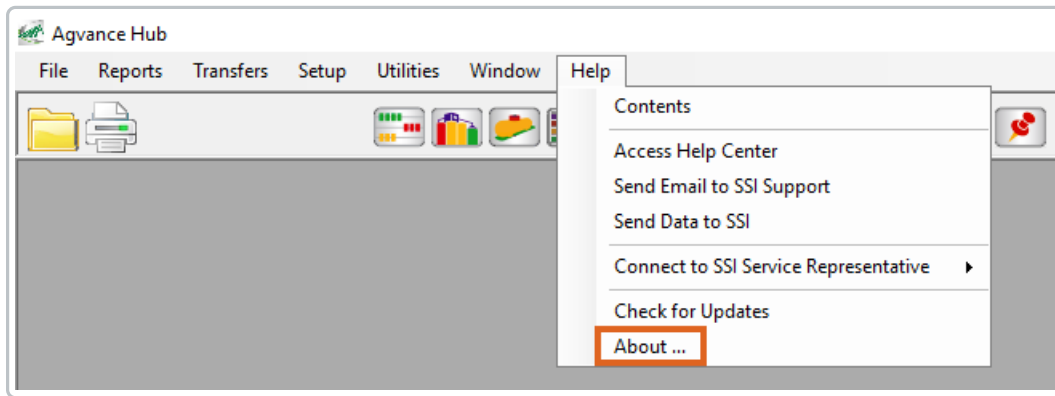 Agvance Hub
File Reports Transfers Setup Utilities Window Help
Contents
Access Help Center
Send Email to SSI Support
Send Data to SSI
Connect to SSI Service Representative
Check for Updates
About ...